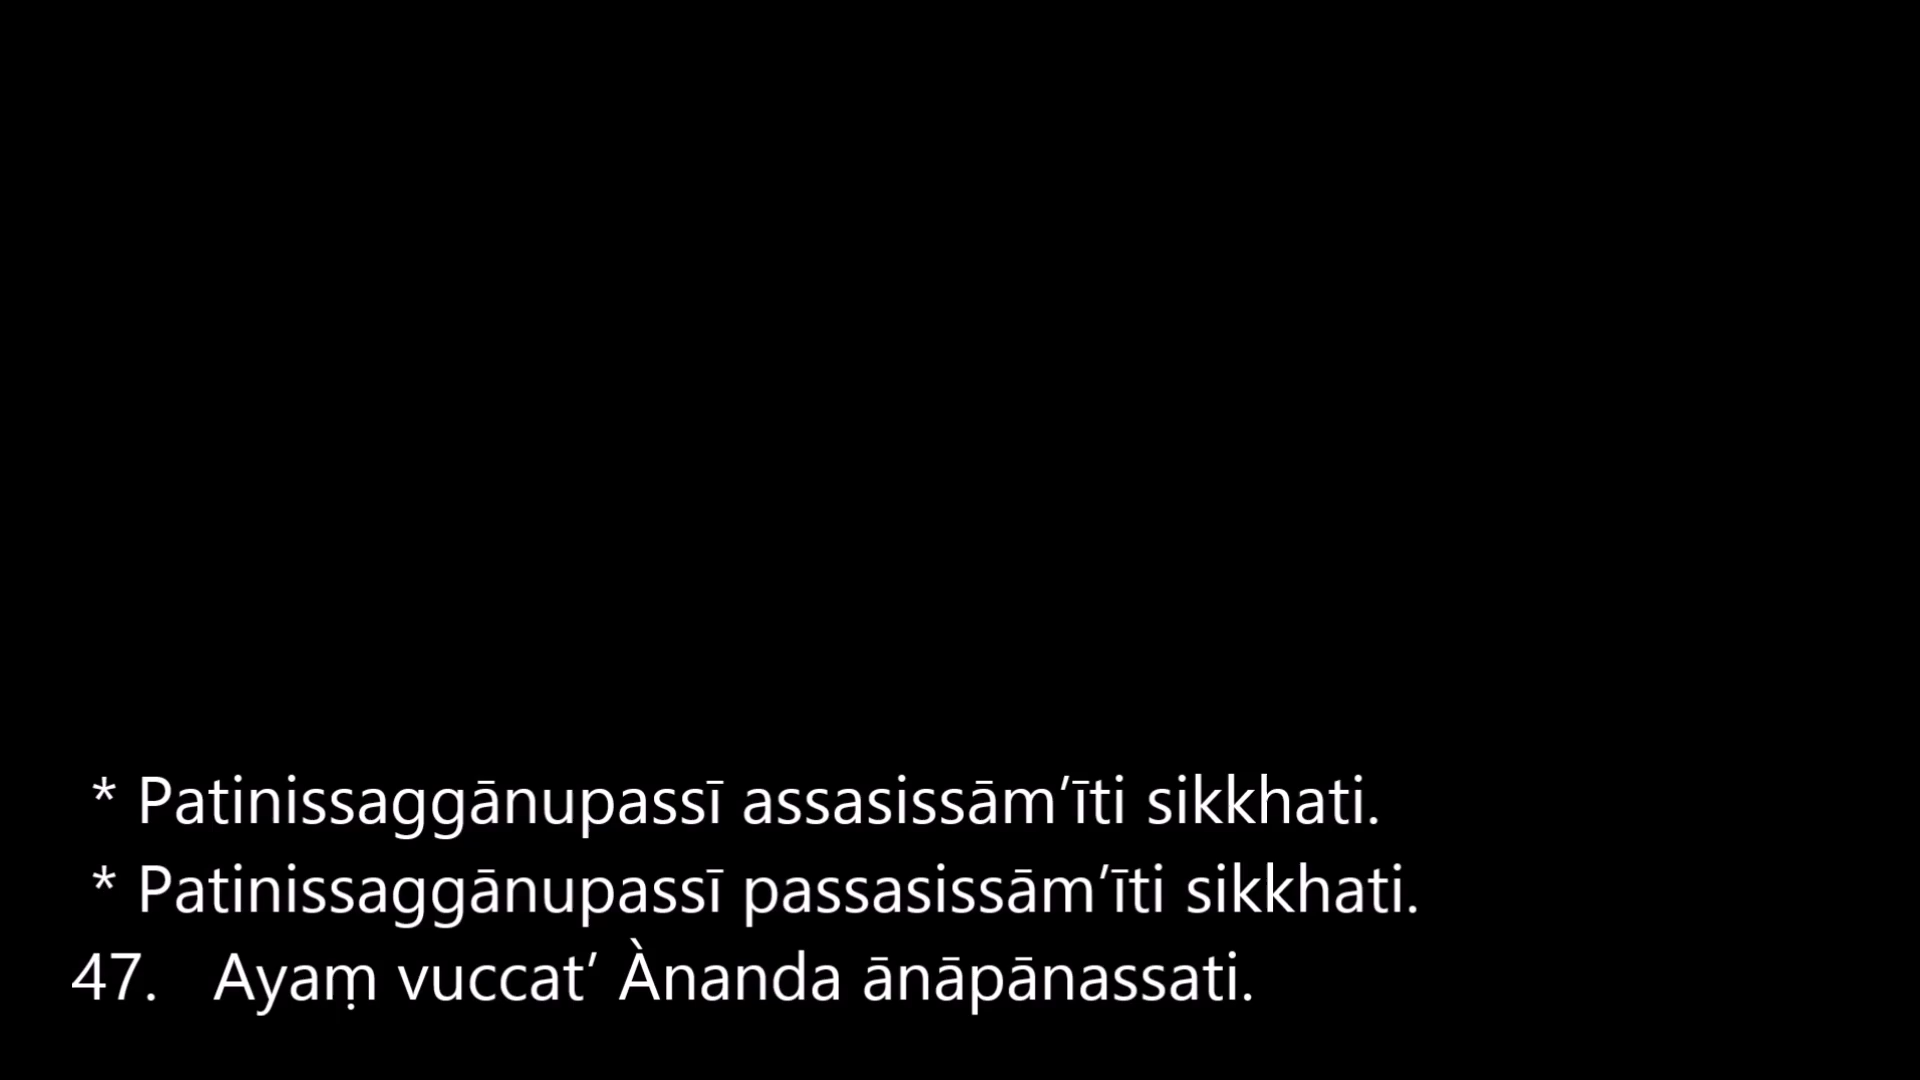 * Patinissaggānupassī assasissām’īti sikkhati.
* Patinissaggānupassī passasissām’īti sikkhati.
47. Ayaṃ vuccat’ Ànanda ānāpānassati.